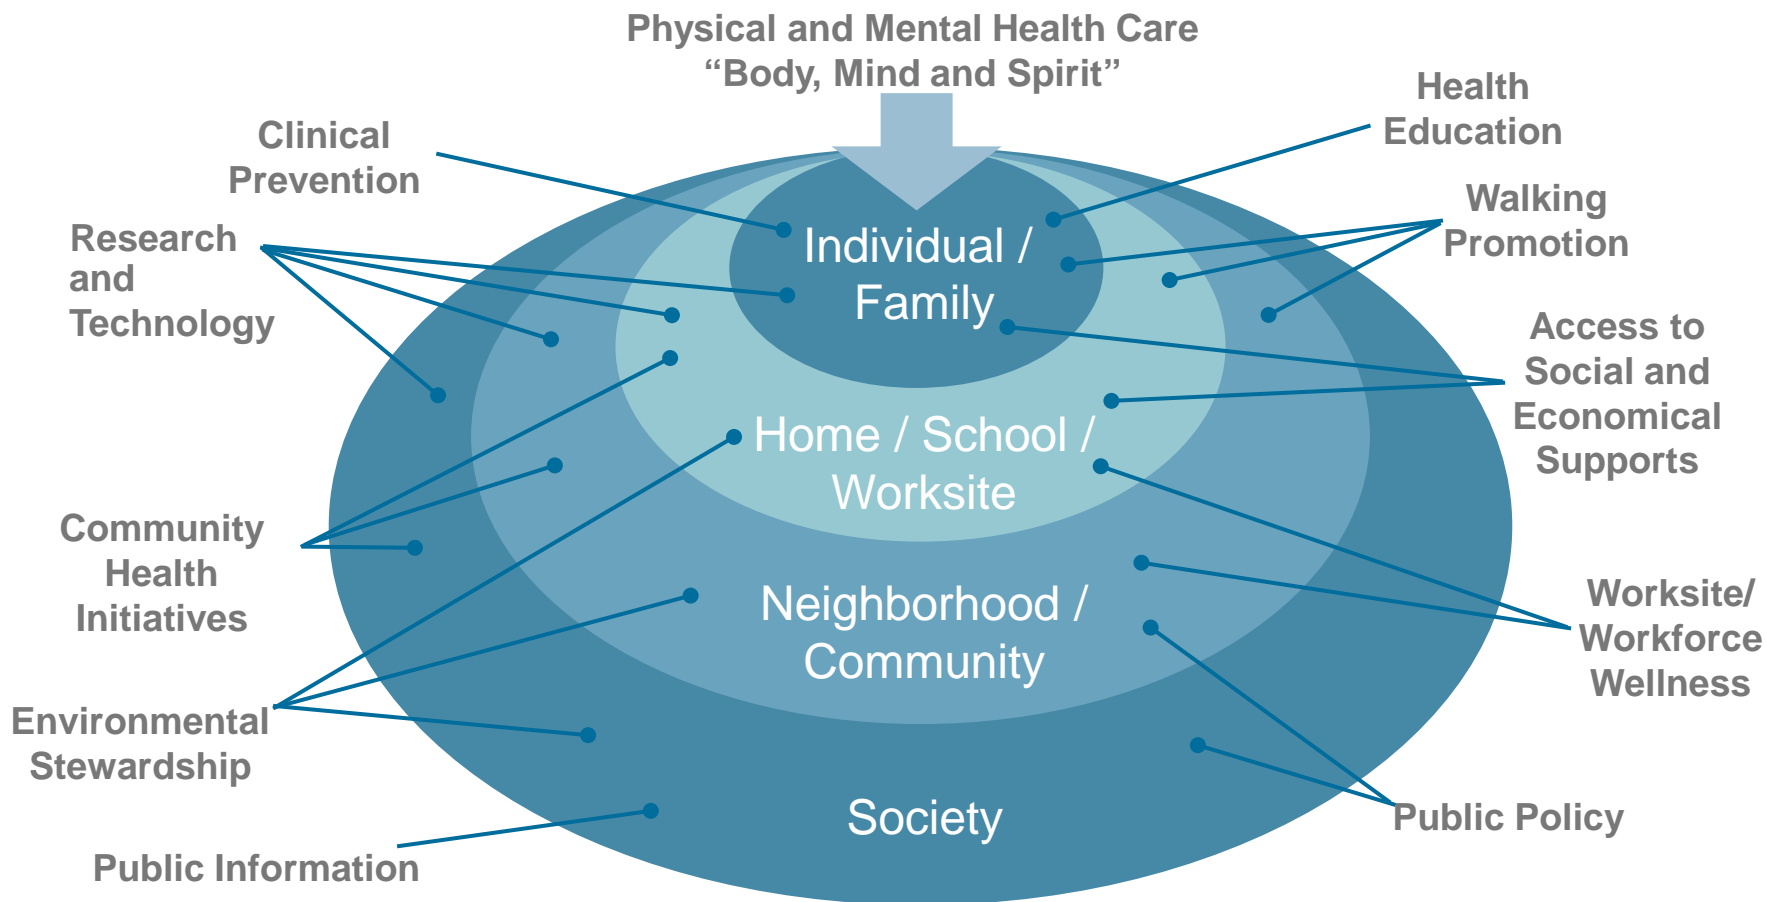 Physical and Mental Health Care
“Body, Mind and Spirit”
Clinical
Prevention
Research
and
Technology
Community
Health
Initiatives
Environmental
Stewardship
Public Information
Health
Education
Walking
Promotion
Access to
Social and
Economical
Supports
Worksite/
Workforce
Wellness
Public Policy
Individual /
Family
Home / School /
Worksite
Neighborhood /
Community
Society